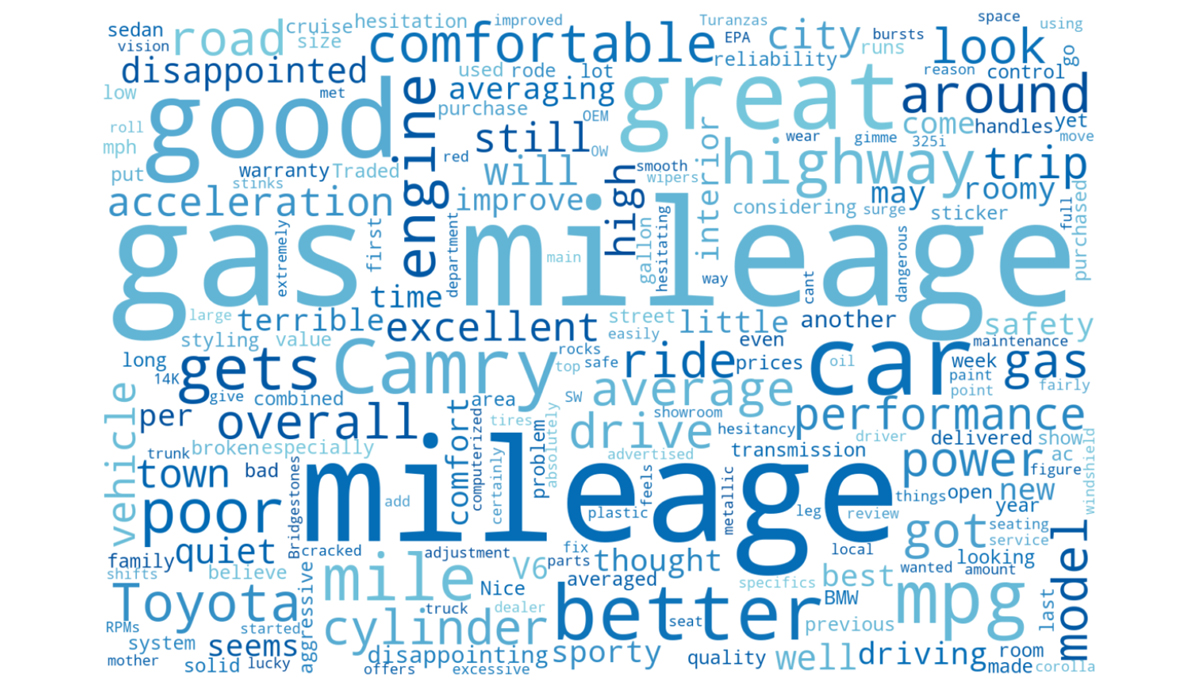 sedan
cruise
hesitation
improved
Turanzas
space
using
vision
road
size
comfortable
city
EPA
bursts
look
go
disappointed
used
rode
lot
reliability
runs
reason
control
low
good
met
engine
averaging
great
around
roll
purchase
OEM
still
come
handles
yet
mph
red
OW
wear
gimme
325i
move
put
warranty
Traded
will
high
smooth
wipers
interior
highway
trip
stinks
acceleration
improve
may
roomy
considering
surge
sticker
full
purchased
gas mileage
extremely
first
department
main
gallon
hesitating
way
cant
dangerous
time
large
terrible
excellent
street
little
another
safety
styling
value
easily
even
maintenance
long
gets
Camry
rocks
ride
prices
car
oil
week
gas
14K
top
safe
paint
give
combined
area
SW
average
point
fairly
vehicle
per
overall
comfort
computerized
tires
absolutely
drive
showroom
hesitancy
performance
broken
especially
certainly
problem
advertised
transmission
driver
delivered
show
trunk
town
bad
mileage
feels
metallic
power
ac
figure
windshield
Bridgestones
add
plastic
leg
review
things
open
new
poor
year
seating
service
family
quiet
cracked
adjustment
fix
parts
thought
local
got
looking
model
shifts
believe
aggressive
mile
V6
Nice
averaged
specifics
best
wanted
amount
Toyota
truck
dealer
better
BMW
mpg
last
RPMs
started
cylinder
seat
previous
system
seems
disappointing
sporty
quality
well
driving
room
mother
solid
lucky
offers
excessive
made
corolla